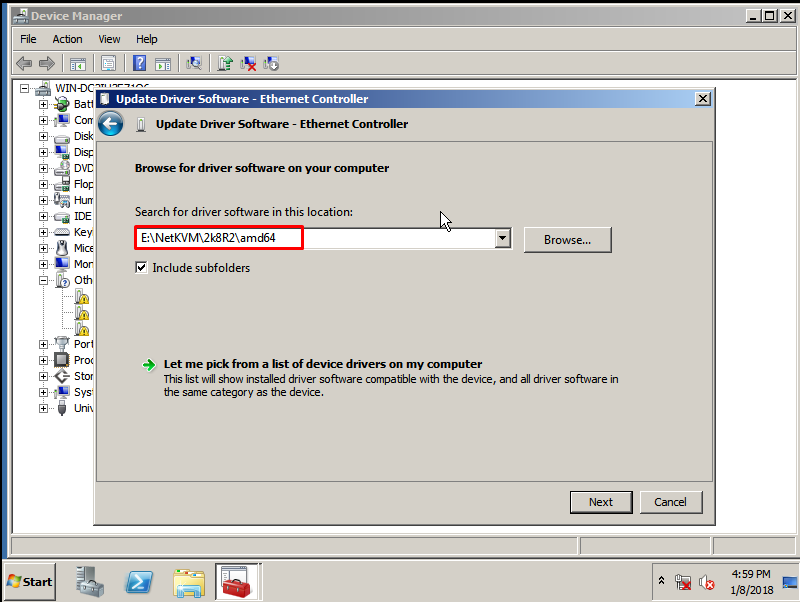 Device Manager
File Action View Help
Update Driver Software - Ethernet Controller
Update Driver Software - Ethernet Controller
Browse for driver software on your computer
Search for driver software in this location:
E:\NetKVM\2k8R2\amd64
Browse...
Include subfolders
Let me pick from a list of device drivers on my computer
This list will show installed driver software compatible with the device, and all driver software in
the same category as the device.
Next Cancel
Batt
Com
Disk
Disp
DVD
Flop
Hum
IDE
Key
Mice
Mon
Oth
Port
Proc
Stor
Syst
Univ
Start
4:59 PM
1/8/2018